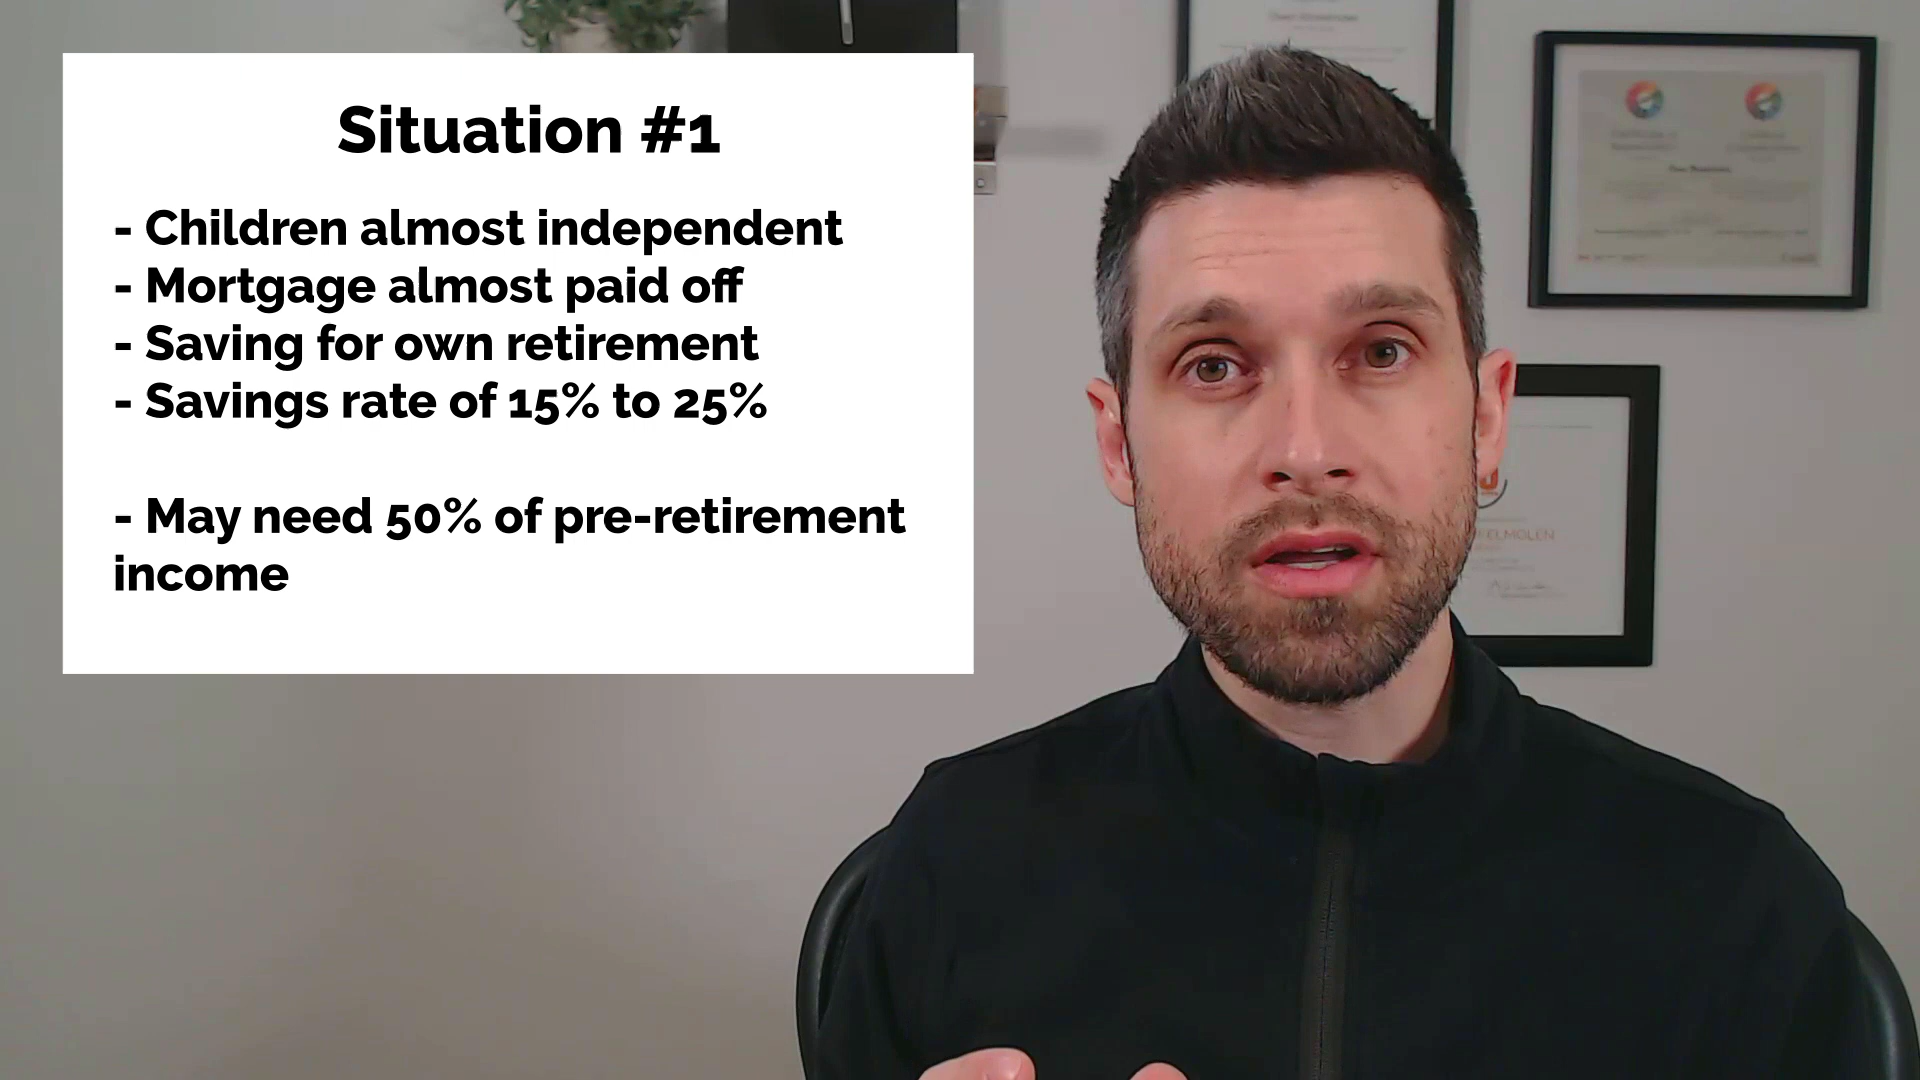 Situation #1
- Children almost independent
- Mortgage almost paid off
- Saving for own retirement
- Savings rate of 15% to 25%
- May need 50% of pre-retirement
income